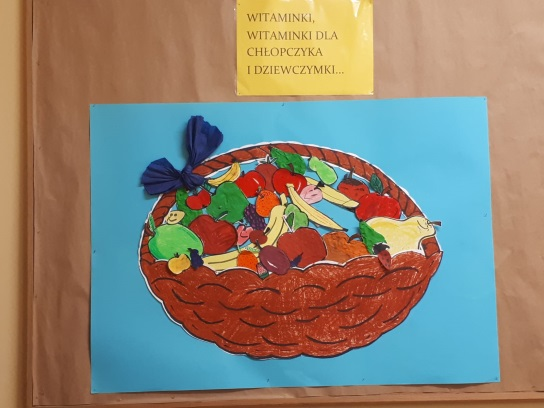 WITAMINKI,
WITAMINKI DLA
CHŁOPCZYKA
I DZIEWCZYMKI...